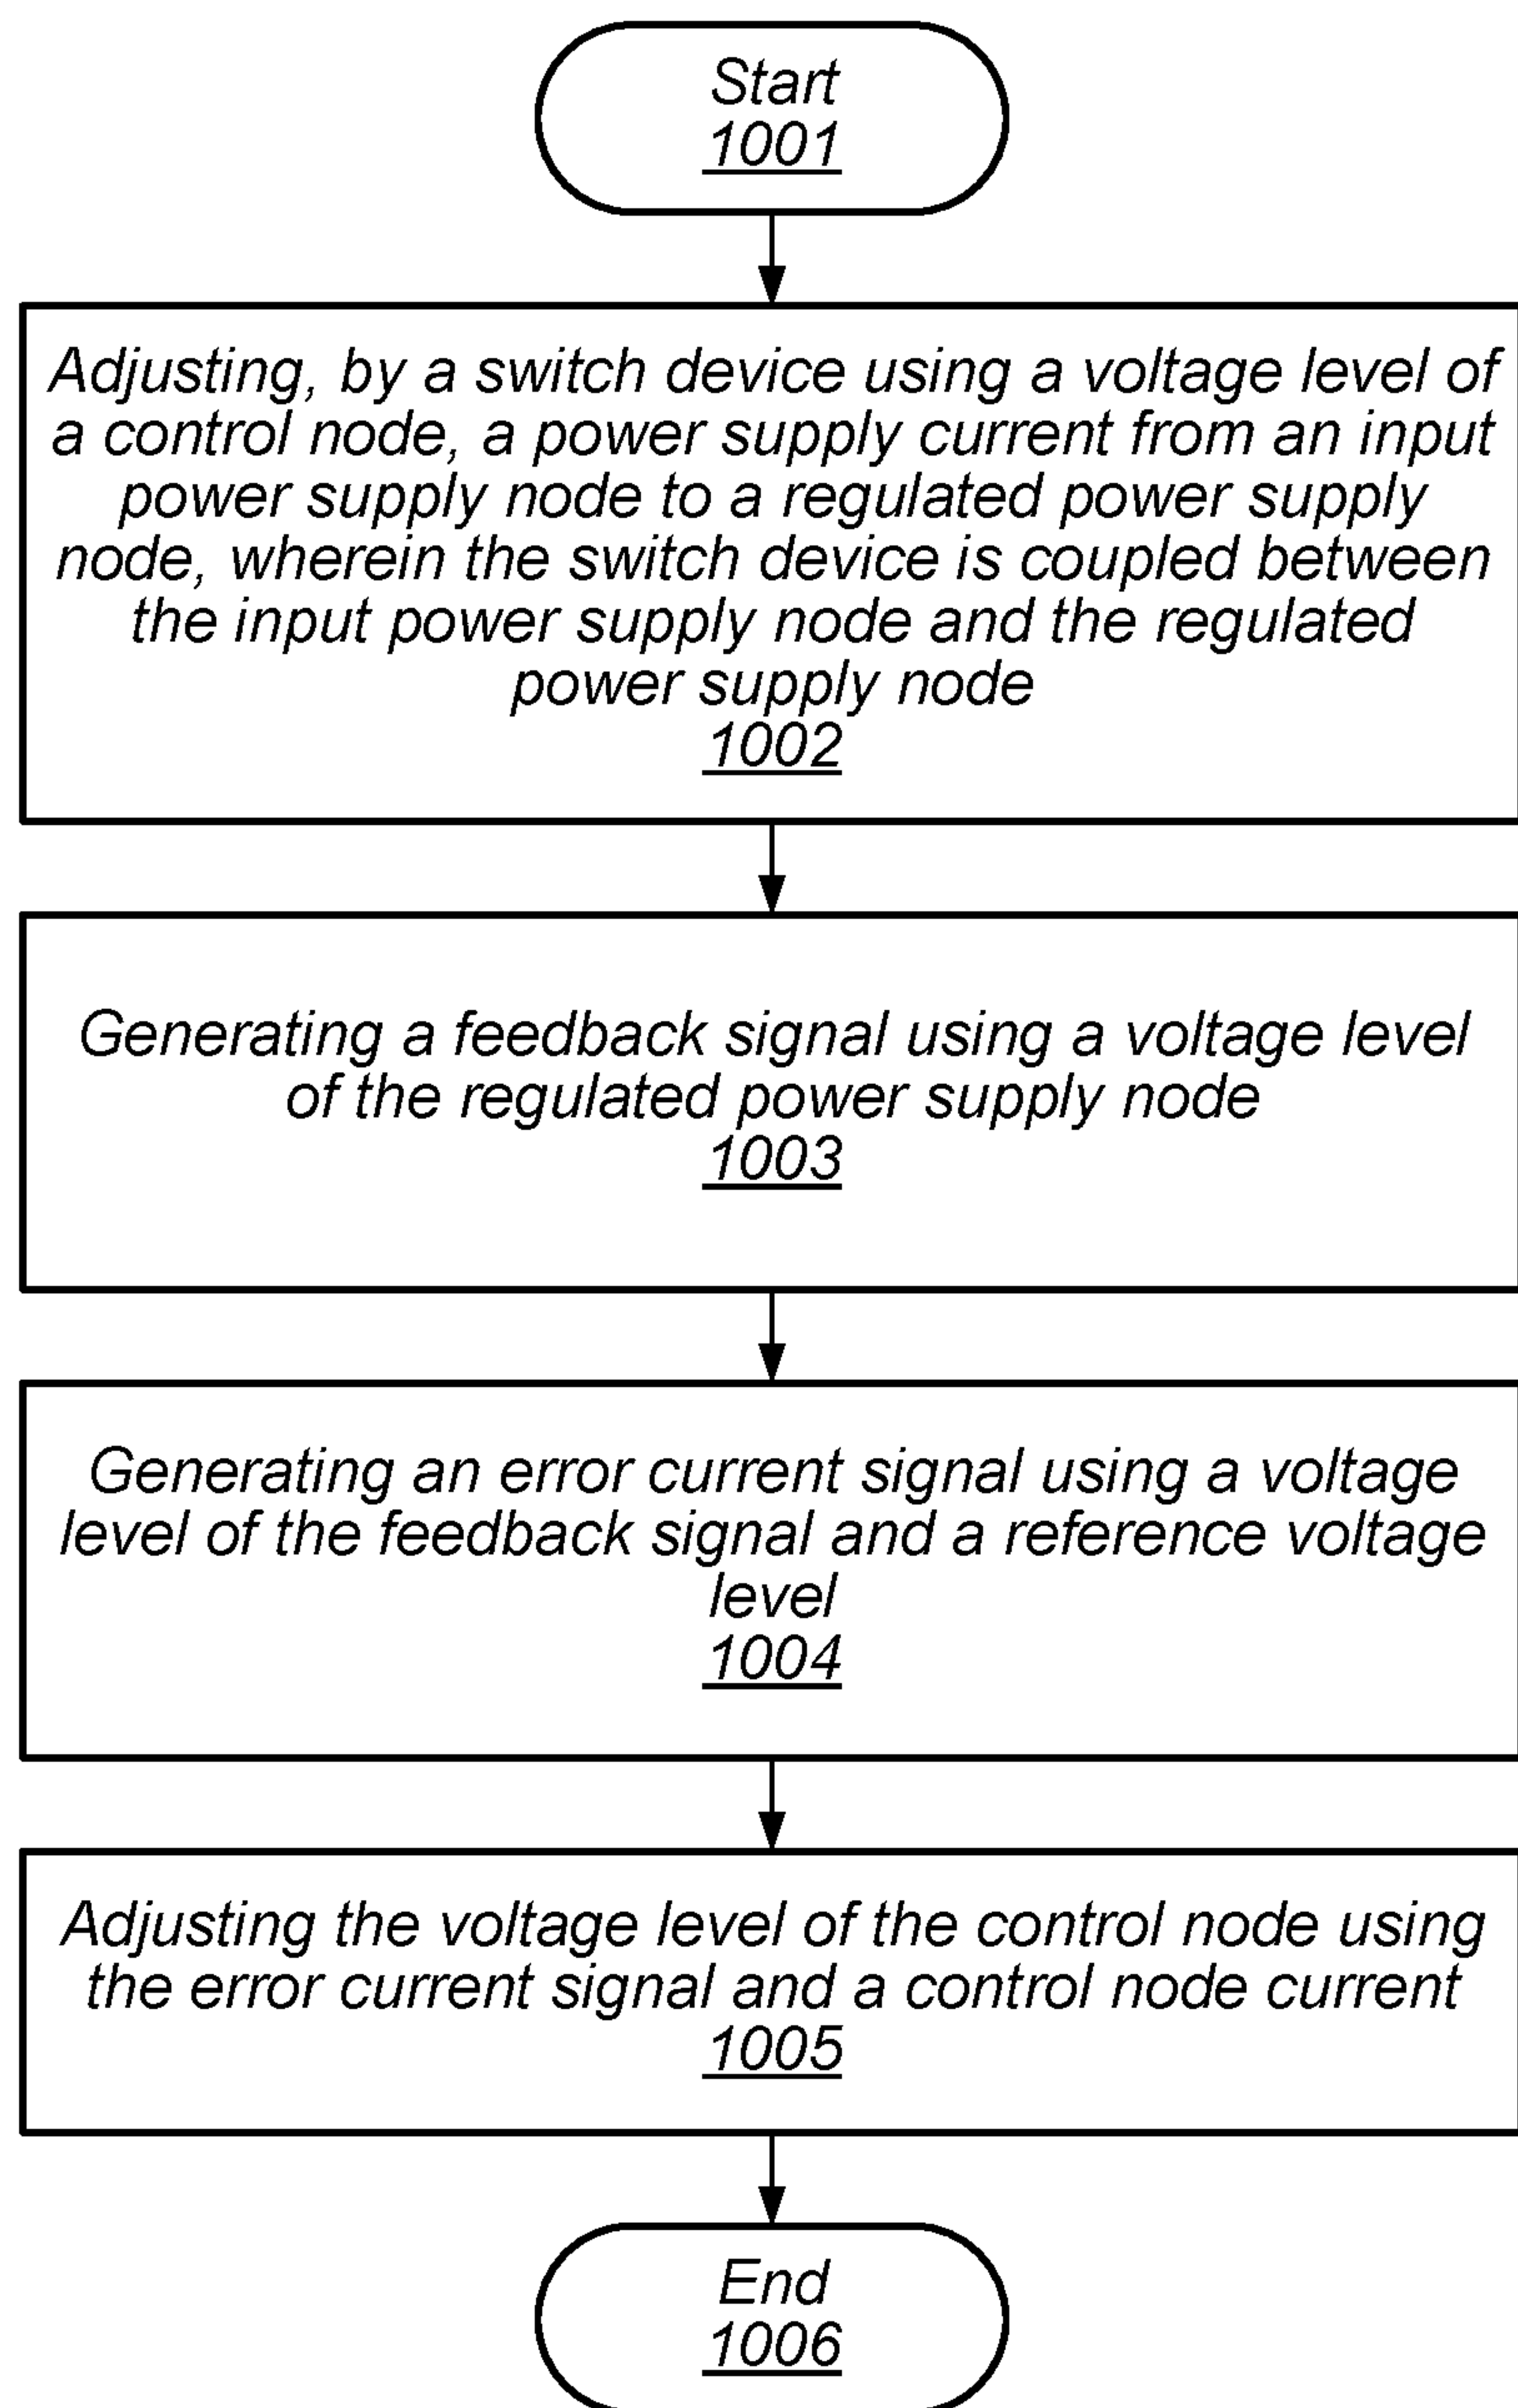 Start
1001
Adjusting, by a switch device using a voltage level of
a control node, a power supply current from an input
power supply node to a regulated power supply
node, wherein the switch device is coupled between
the input power supply node and the regulated
power supply node
1002
Generating a feedback signal using a voltage level
of the regulated power supply node
1003
Generating an error current signal using a voltage
level of the feedback signal and a reference voltage
level
1004
Adjusting the voltage level of the control node using
the error current signal and a control node current
1005
End
1006